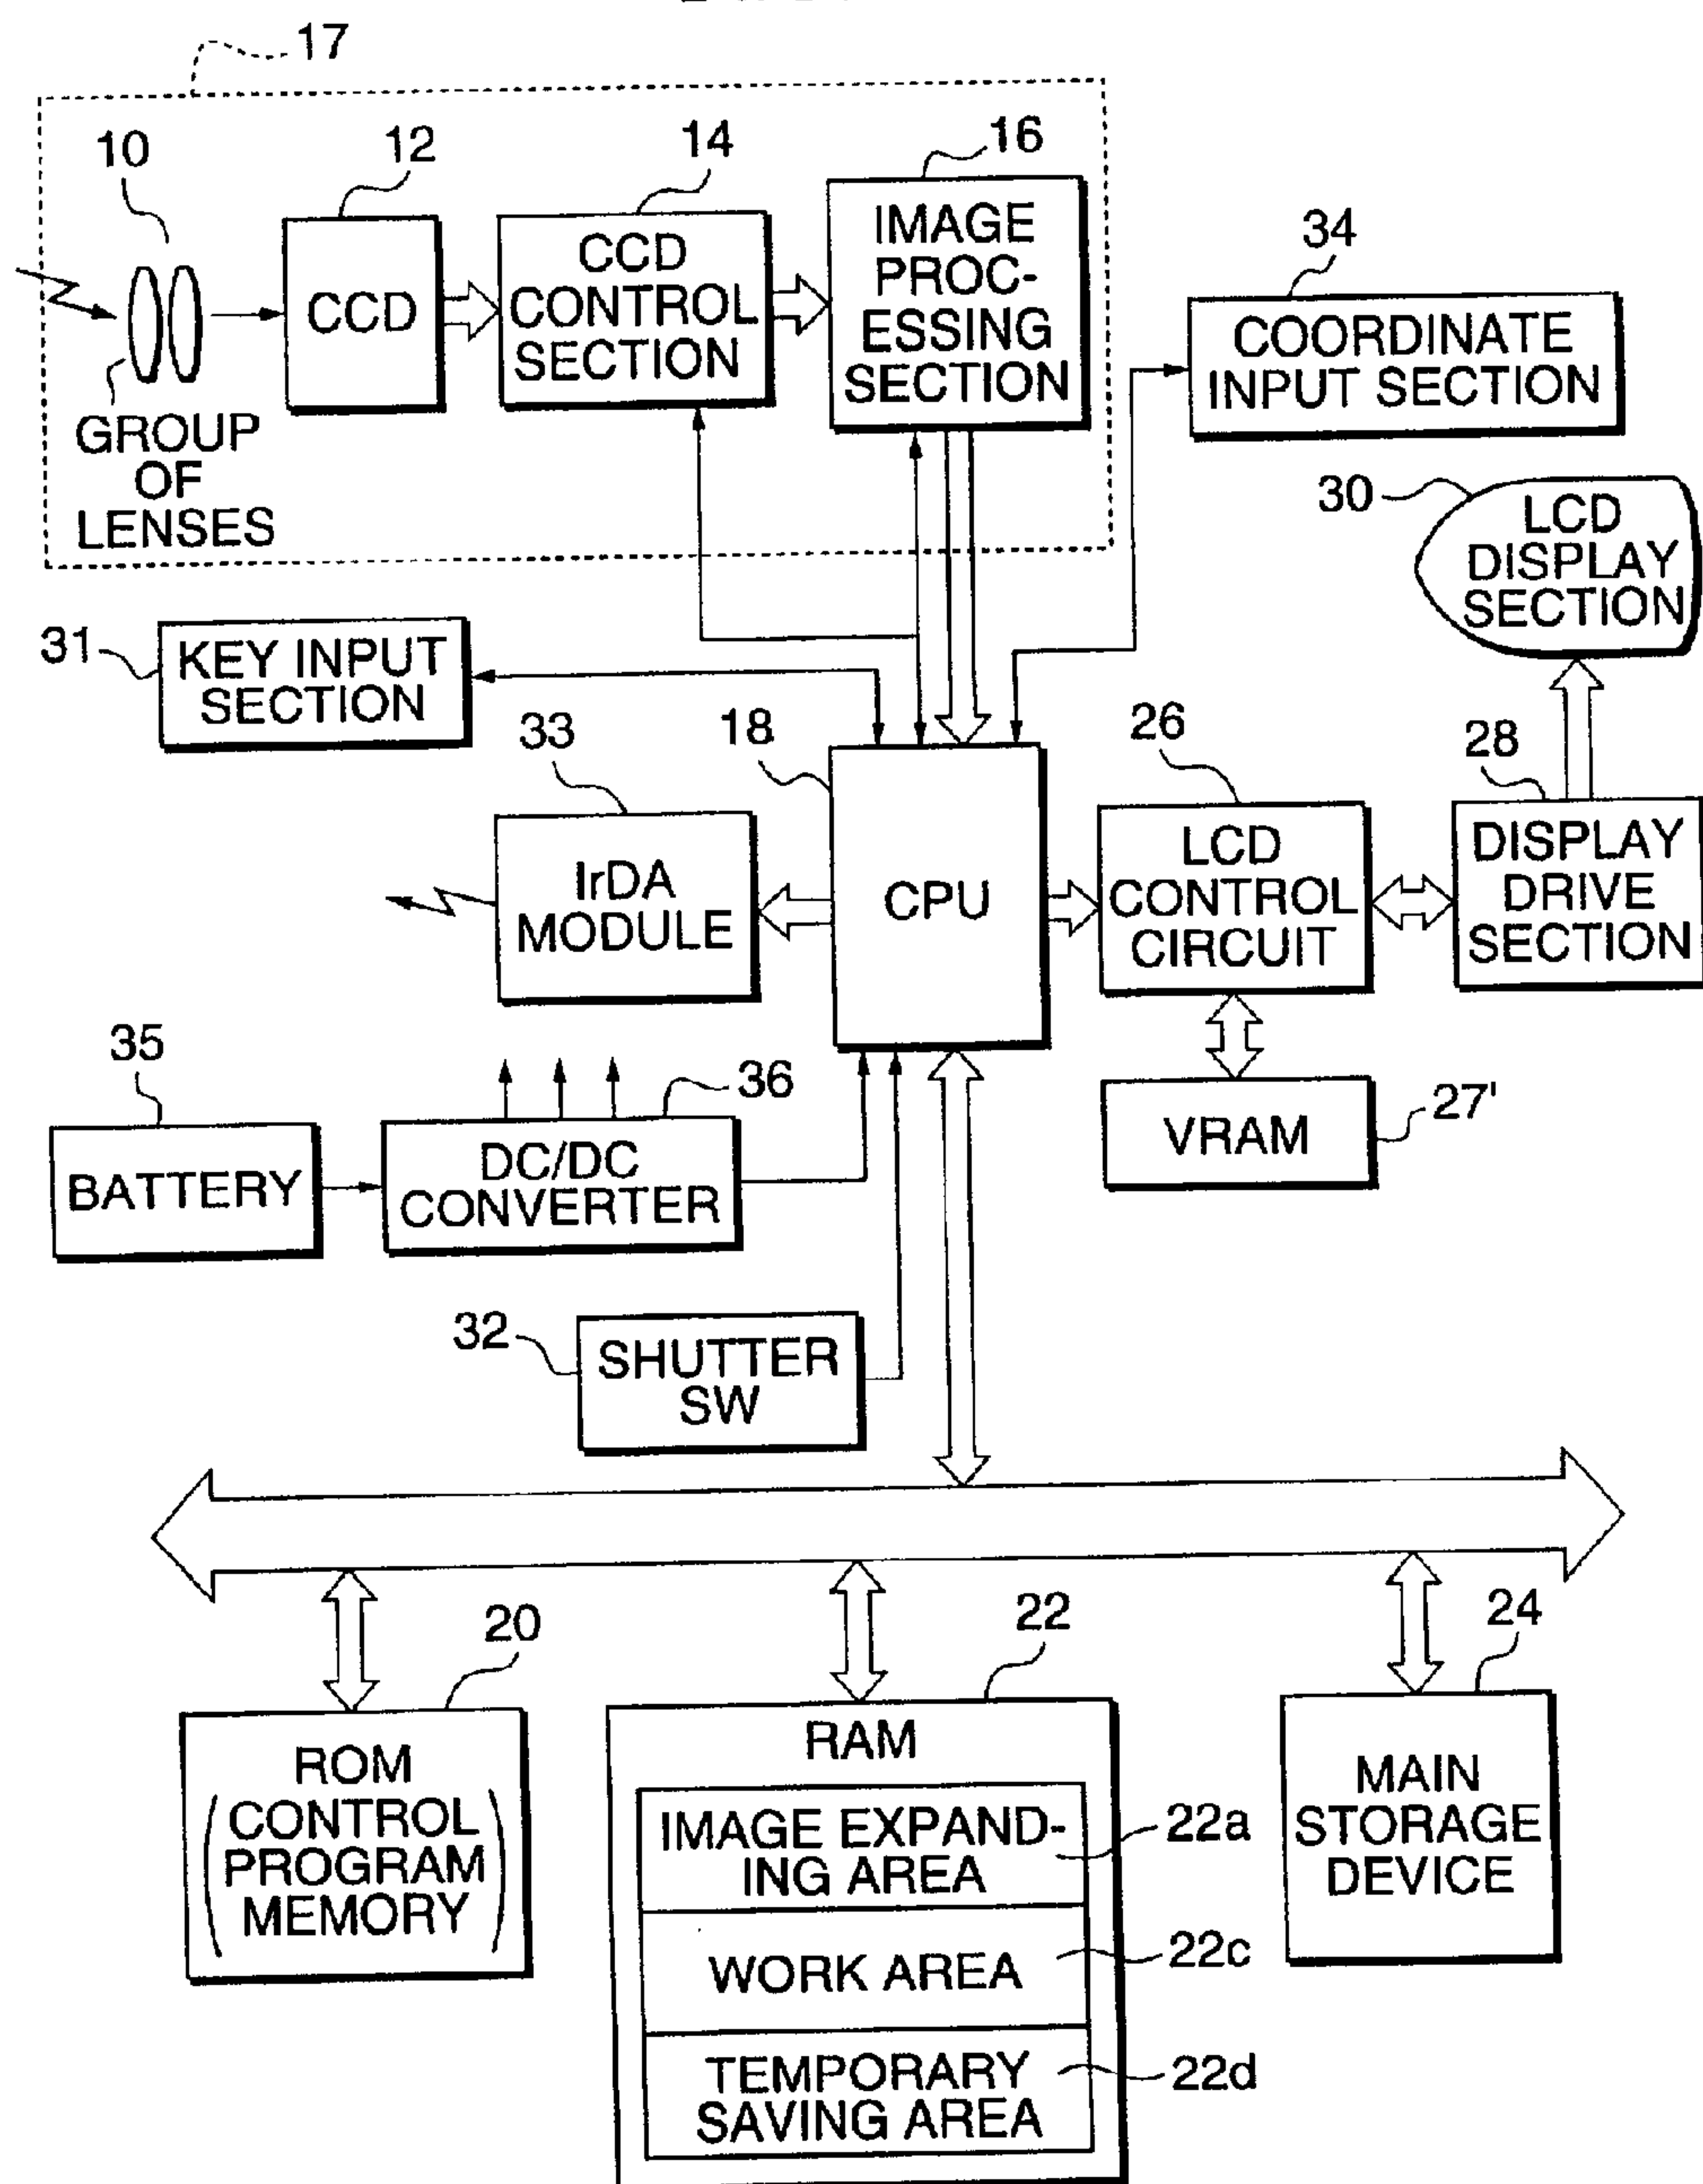 17
10
12
14
16
CCD
CCD
CONTROL
SECTION
IMAGE
PROC-
ESSING
SECTION
GROUP
OF
LENSES
34
COORDINATE
INPUT SECTION
30
LCD
DISPLAY
SECTION
31
KEY INPUT
SECTION
33
18
26
28
IrDA
MODULE
CPU
LCD
CONTROL
CIRCUIT
DISPLAY
DRIVE
SECTION
35
36
BATTERY
DC/DC
CONVERTER
VRAM
27'
32
SHUTTER
SW
20
22
24
ROM
(CONTROL
PROGRAM
MEMORY)
RAM
IMAGE EXPAND-
ING AREA
22a
WORK AREA
22c
TEMPORARY
SAVING AREA
22d
MAIN
STORAGE
DEVICE